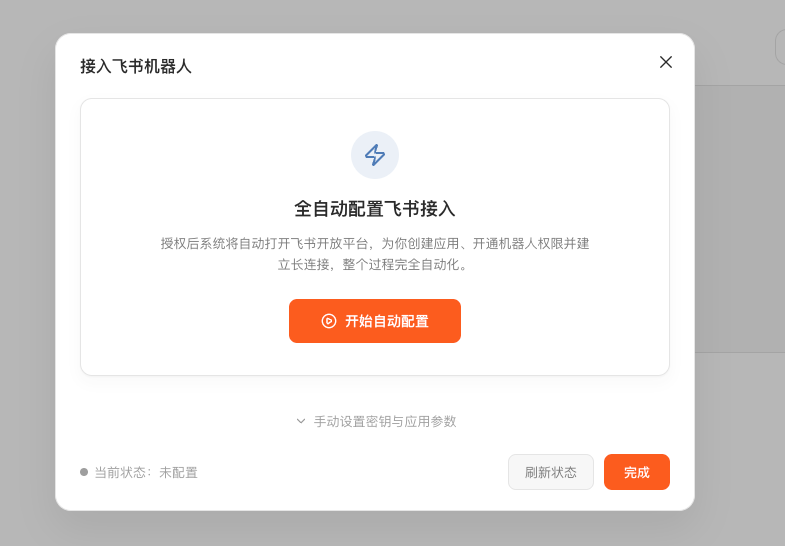 接入飞书机器人
全自动配置飞书接入
授权后系统将自动打开飞书开放平台，为你创建应用、开通机器人权限并建
立长连接，整个过程完全自动化。
开始自动配置
手动设置密钥与应用参数
当前状态：未配置
刷新状态
完成